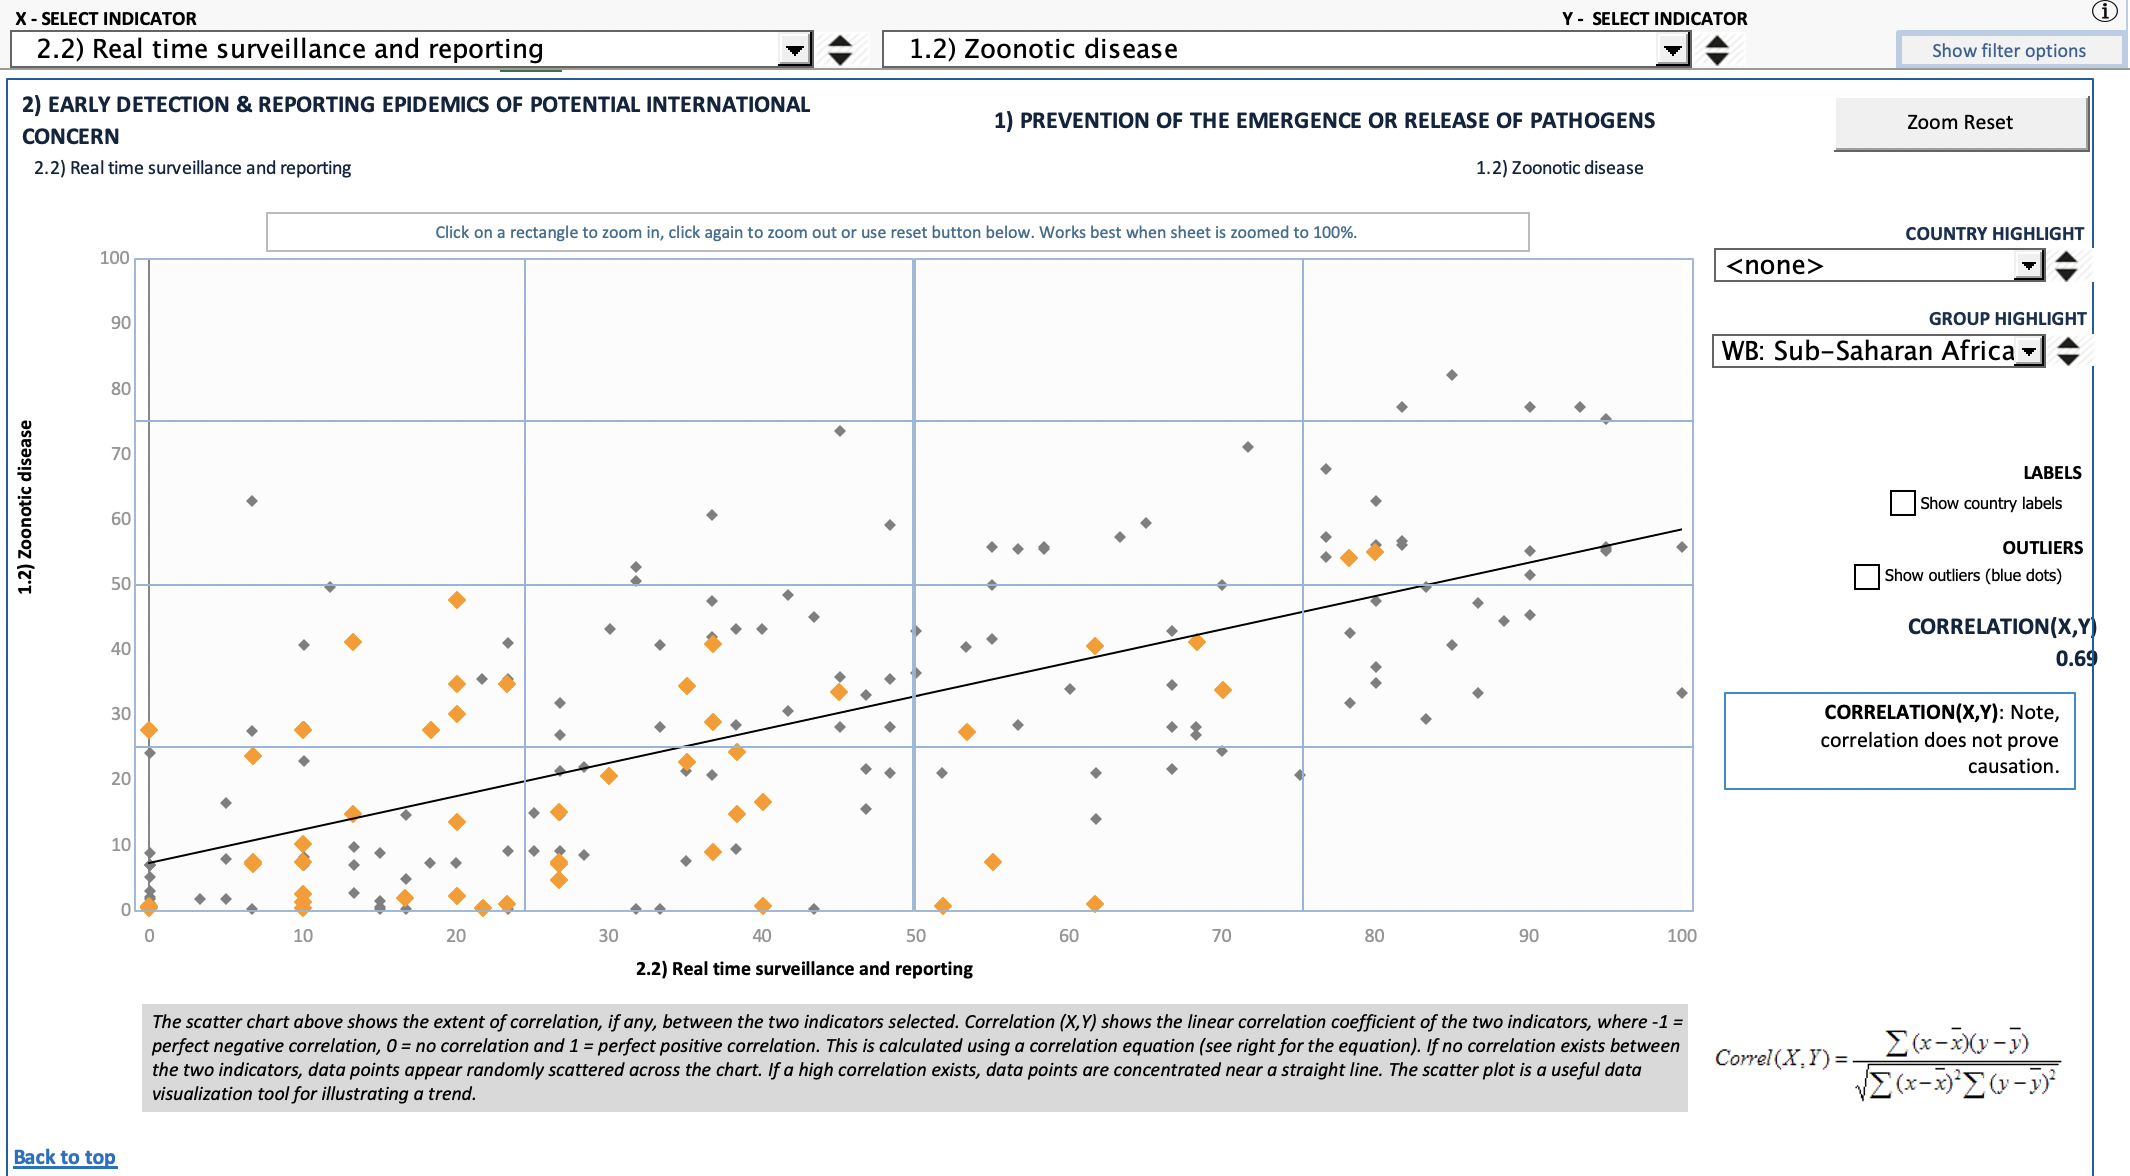 X - SELECT INDICATOR
Y - SELECT INDICATOR
i
2.2) Real time surveillance and reporting
1.2) Zoonotic disease
Show filter options
2) EARLY DETECTION & REPORTING EPIDEMICS OF POTENTIAL INTERNATIONAL
CONCERN
1) PREVENTION OF THE EMERGENCE OR RELEASE OF PATHOGENS
Zoom Reset
2.2) Real time surveillance and reporting
1.2) Zoonotic disease
Click on a rectangle to zoom in, click again to zoom out or use reset button below. Works best when sheet is zoomed to 100%.
COUNTRY HIGHLIGHT
<none>
GROUP HIGHLIGHT
WB: Sub-Saharan Africa
LABELS
Show country labels
OUTLIERS
Show outliers (blue dots)
CORRELATION(X,Y)
0.69
CORRELATION(X,Y): Note,
correlation does not prove
causation.
1.2) Zoonotic disease
100
90
80
70
60
50
40
30
20
10
0
0 10 20 30 40 50 60 70 80 90 100
2.2) Real time surveillance and reporting
The scatter chart above shows the extent of correlation, if any, between the two indicators selected. Correlation (X,Y) shows the linear correlation coefficient of the two indicators, where -1 =
perfect negative correlation, 0 = no correlation and 1 = perfect positive correlation. This is calculated using a correlation equation (see right for the equation). If no correlation exists between
the two indicators, data points appear randomly scattered across the chart. If a high correlation exists, data points are concentrated near a straight line. The scatter plot is a useful data
visualization tool for illustrating a trend.
Correl(X,Y) = ∑(x−x̅)(y−y̅) / √∑(x−x̅)²∑(y−y̅)²
Back to top